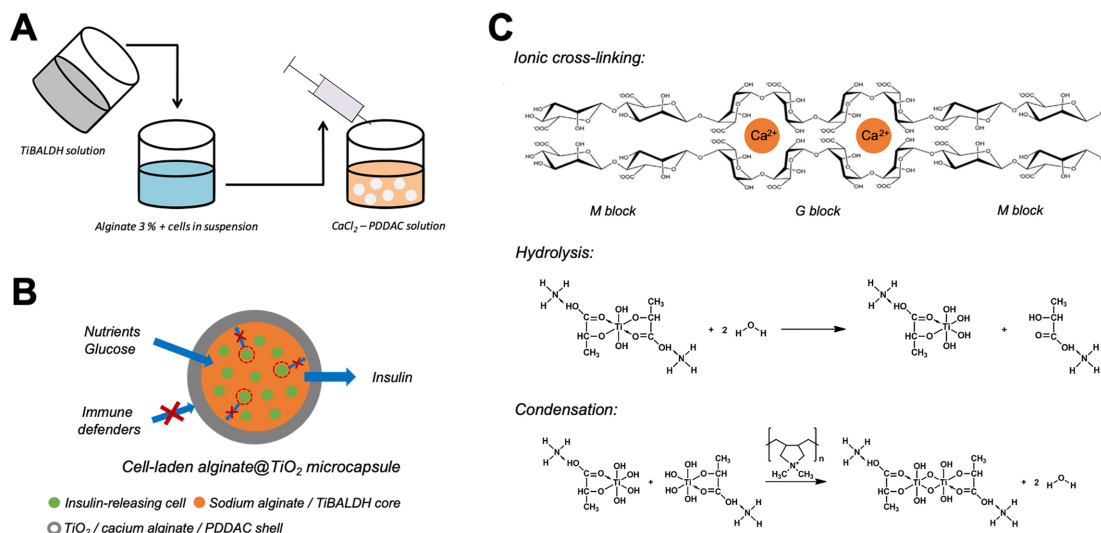 A
TiBALDH solution
Alginate 3 % + cells in suspension
CaCl2 – PDDAC solution
B
Nutrients
Glucose
Insulin
Immune
defenders
Cell-laden alginate@TiO2 microcapsule
Insulin-releasing cell
Sodium alginate / TiBALDH core
TiO2 / cacium alginate / PDDAC shell
C
Ionic cross-linking:
Ca2+
Ca2+
M block
G block
M block
Hydrolysis:
+ 2
+
Condensation:
+
n
+ 2